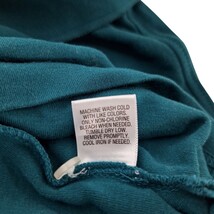 MACHINE WASH COLD
WITH LIKE COLORS,
ONLY NON-CHLORINE
BLEACH WHEN NEEDED.
TUMBLE DRY LOW.
REMOVE PROMPTLY.
COOL IRON IF NEEDED.